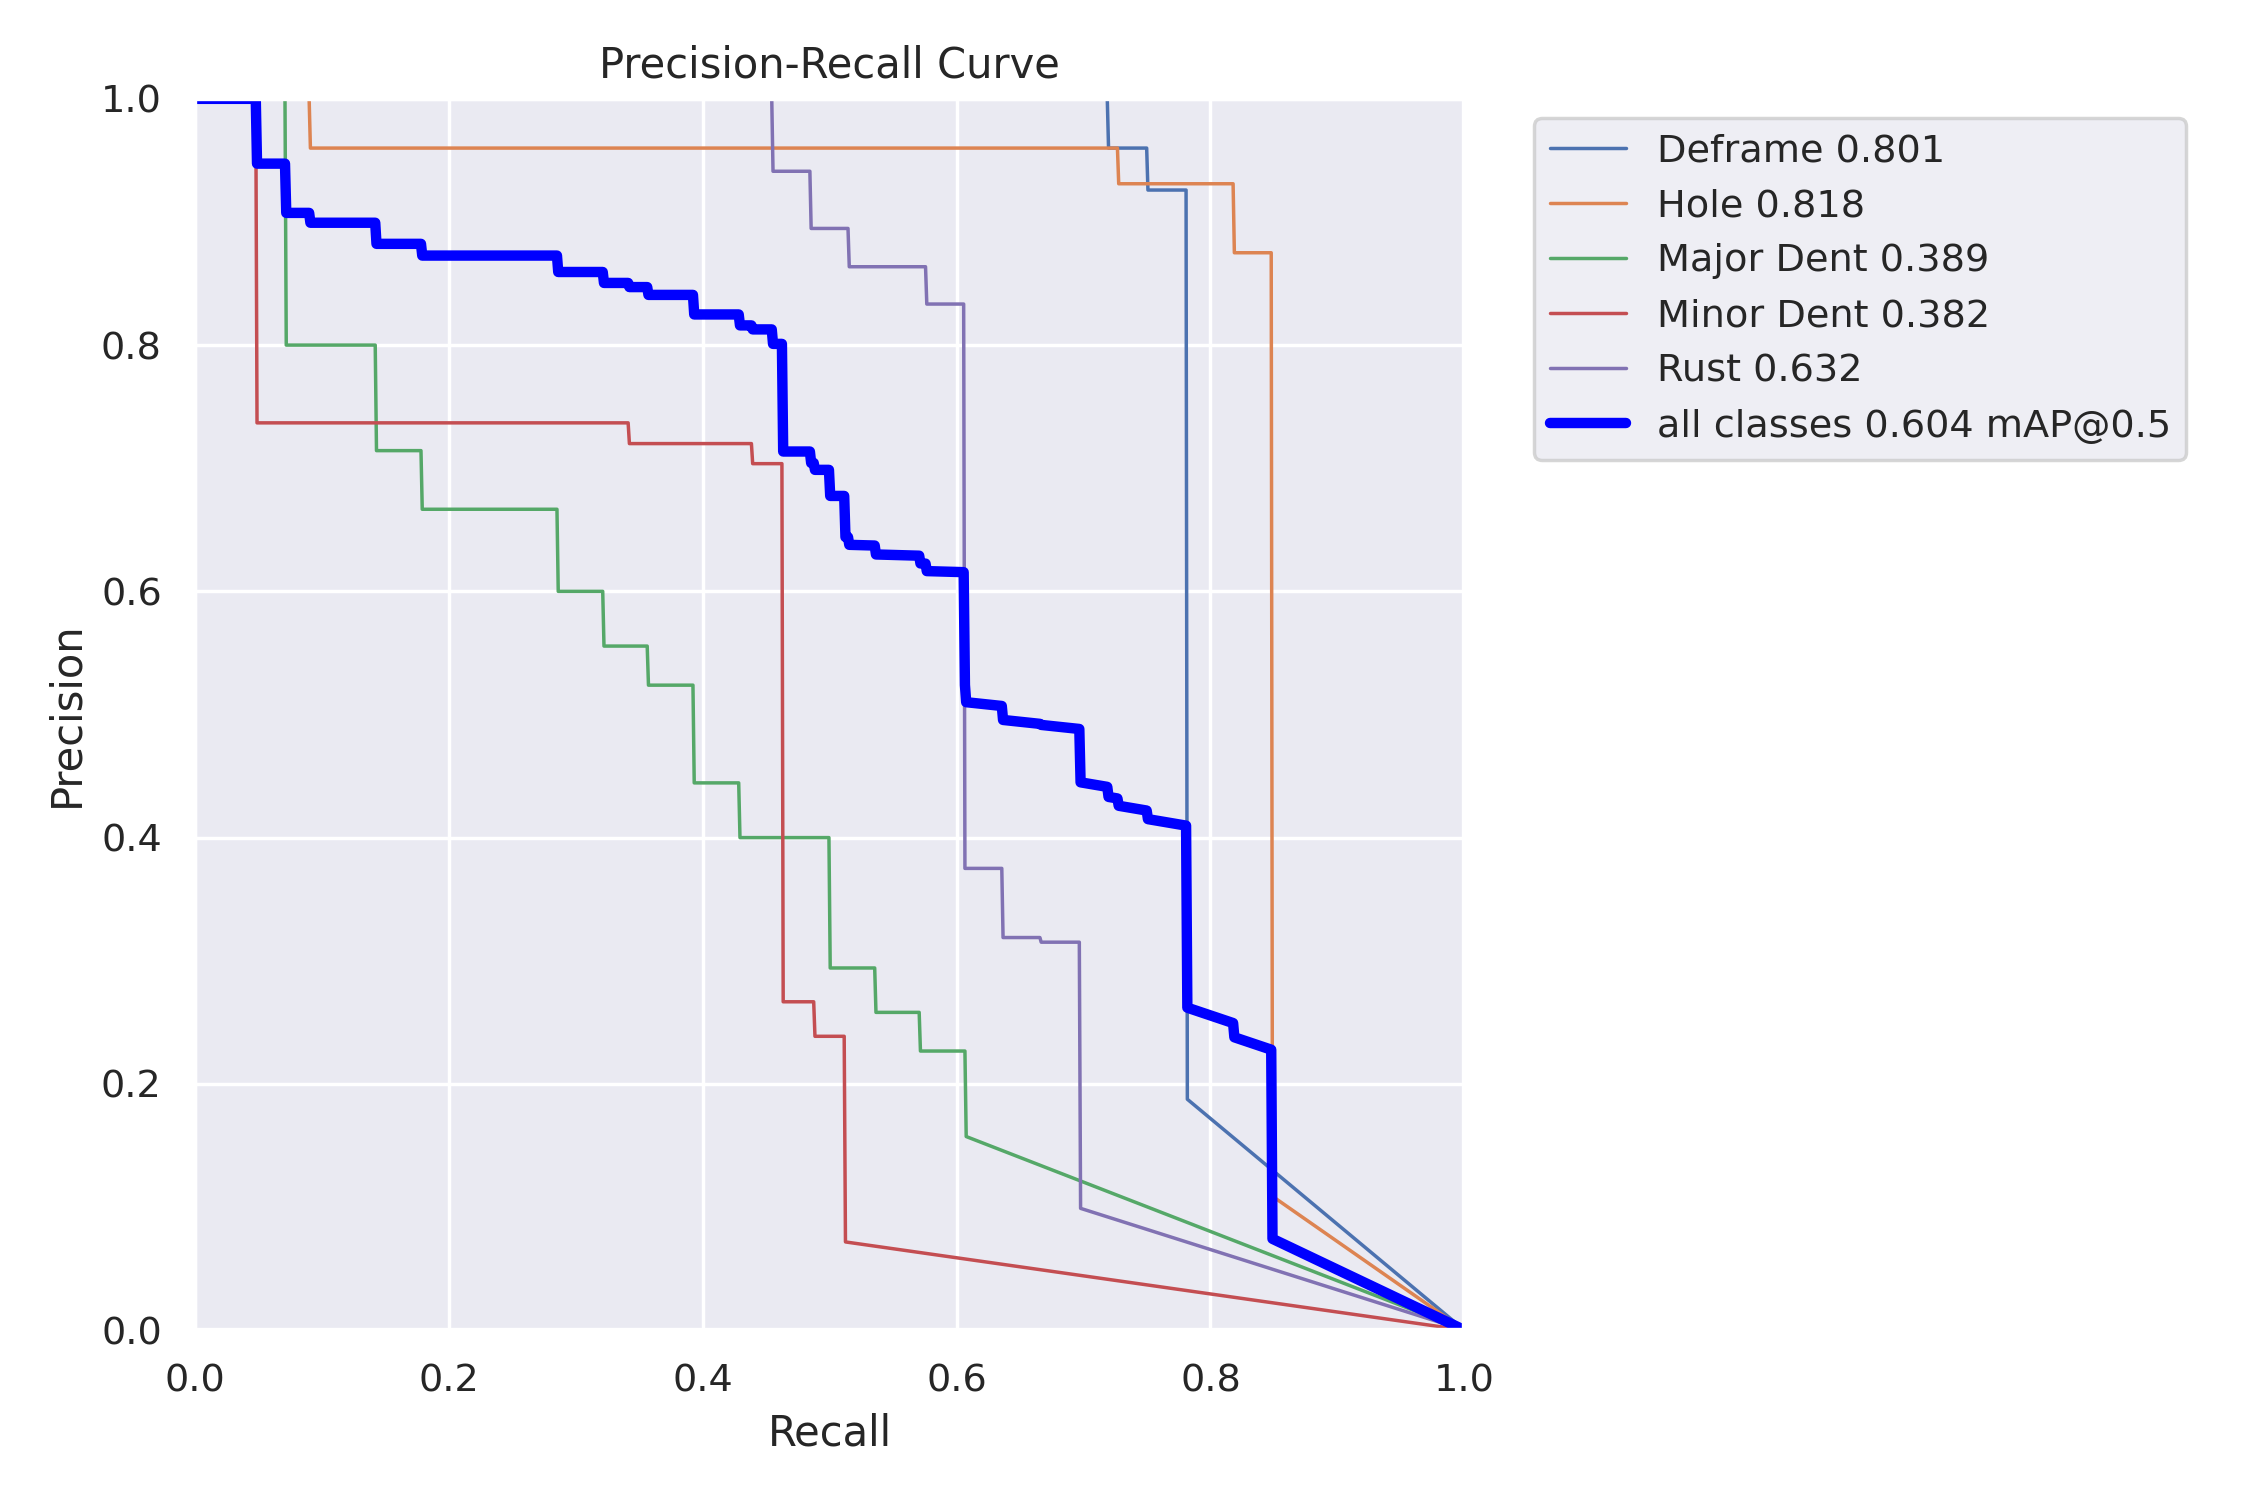 Precision-Recall Curve
1.0
0.8
0.6
0.4
0.2
0.0
Precision
0.0 0.2 0.4 0.6 0.8 1.0
Recall
Deframe 0.801
Hole 0.818
Major Dent 0.389
Minor Dent 0.382
Rust 0.632
all classes 0.604 mAP@0.5